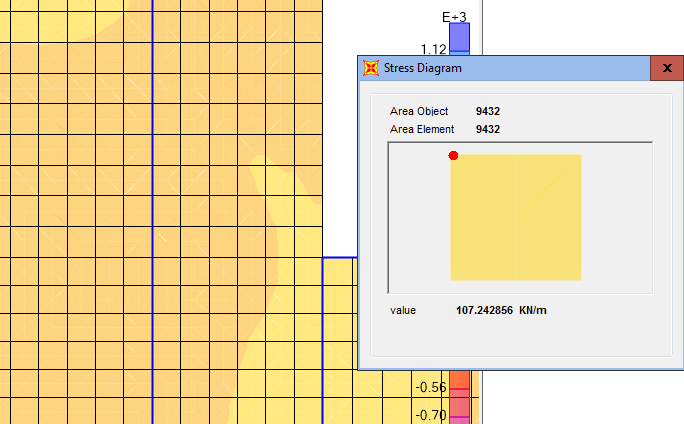 E+3
1.12
Stress Diagram
Area Object 9432
Area Element 9432
value 107.242856 KN/m
-0.56
-0.70